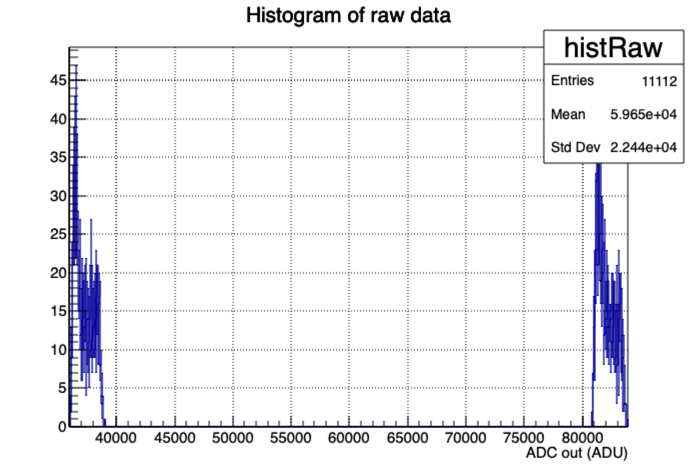 Histogram of raw data
histRaw
Entries 11112
Mean 5.965e+04
Std Dev 2.244e+04
45
40
35
30
25
20
15
10
5
0
40000 45000 50000 55000 60000 65000 70000 75000 80000
ADC out (ADU)